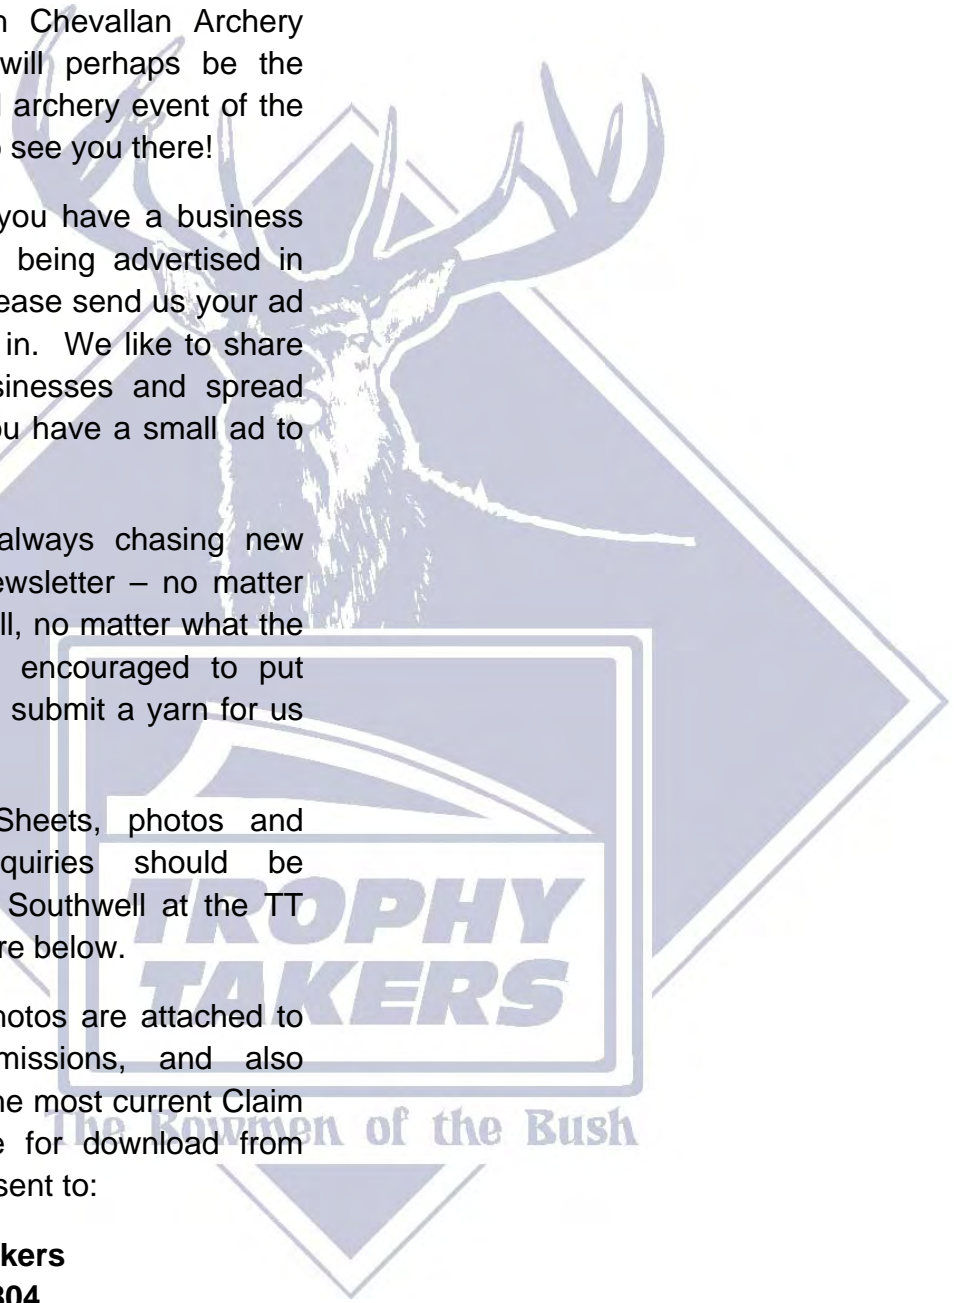 Chevallan Archery
will perhaps be the
archery event of the
see you there!
you have a business
being advertised in
ease send us your ad
in. We like to share
sinesses and spread
ou have a small ad to
always chasing new
ewsletter – no matter
ll, no matter what the
encouraged to put
submit a yarn for us
Sheets, photos and
quiries should be
Southwell at the TT
re below.
TROPHY
TAKERS
hotos are attached to
missions, and also
he most current Claim
The Bowmen of the Bush
e for download from
sent to:
kers
304